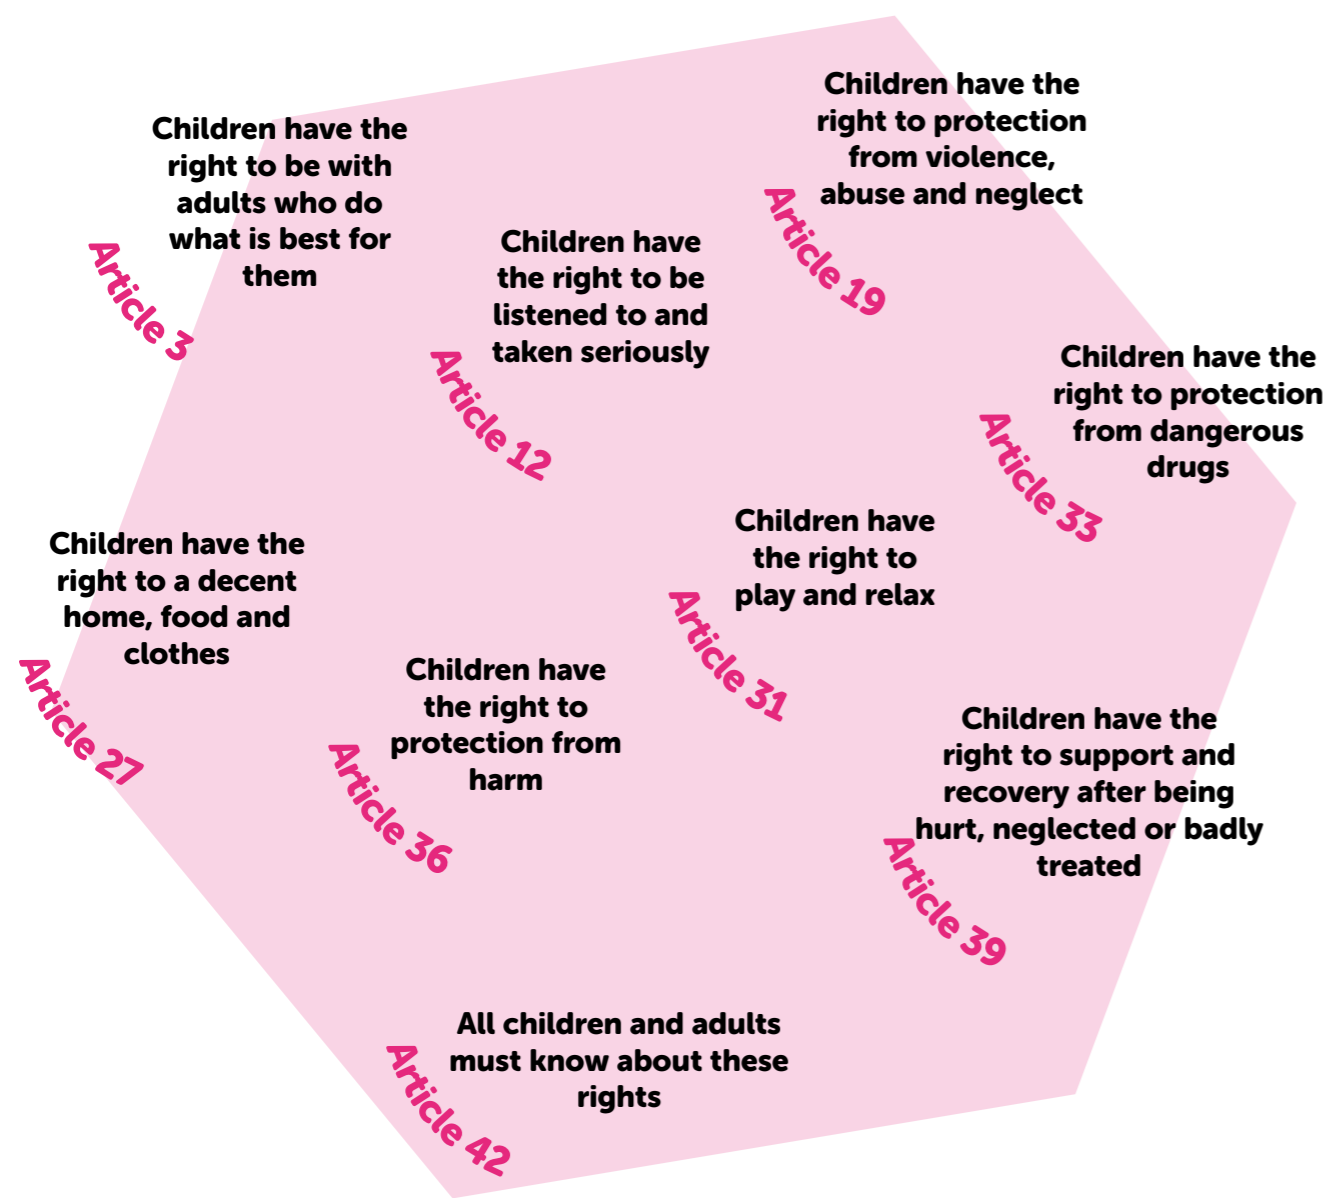 Children have the
right to be with
adults who do
what is best for
them
Article 3
Children have
the right to be
listened to and
taken seriously
Article 12
Children have the
right to protection
from violence,
abuse and neglect
Article 19
Children have the
right to protection
from dangerous
drugs
Article 33
Children have the
right to a decent
home, food and
clothes
Article 27
Children have
the right to
protection from
harm
Article 36
Children have
the right to
play and relax
Article 31
Children have the
right to support and
recovery after being
hurt, neglected or badly
treated
Article 39
All children and adults
must know about these
rights
Article 42